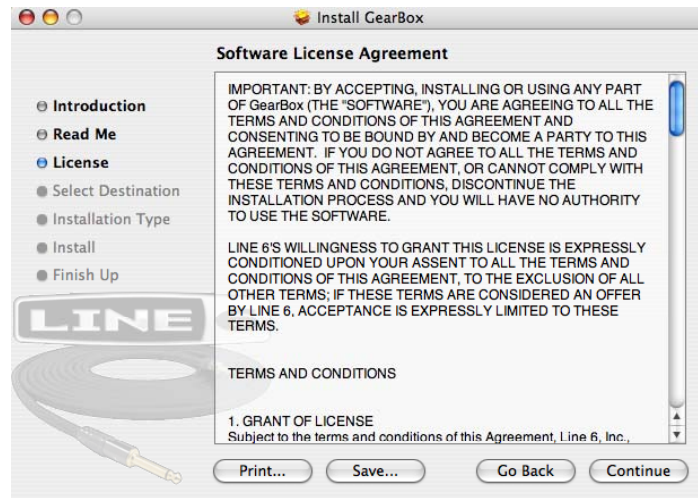 Install GearBox
Software License Agreement
Introduction
Read Me
License
Select Destination
Installation Type
Install
Finish Up
LINE 6
IMPORTANT: BY ACCEPTING, INSTALLING OR USING ANY PART
OF GearBox (THE "SOFTWARE"), YOU ARE AGREEING TO ALL THE
TERMS AND CONDITIONS OF THIS AGREEMENT AND
CONSENTING TO BE BOUND BY AND BECOME A PARTY TO THIS
AGREEMENT.  IF YOU DO NOT AGREE TO ALL THE TERMS AND
CONDITIONS OF THIS AGREEMENT, OR CANNOT COMPLY WITH
THESE TERMS AND CONDITIONS, DISCONTINUE THE
INSTALLATION PROCESS AND YOU WILL HAVE NO AUTHORITY
TO USE THE SOFTWARE.
LINE 6'S WILLINGNESS TO GRANT THIS LICENSE IS EXPRESSLY
CONDITIONED UPON YOUR ASSENT TO ALL THE TERMS AND
CONDITIONS OF THIS AGREEMENT, TO THE EXCLUSION OF ALL
OTHER TERMS; IF THESE TERMS ARE CONSIDERED AN OFFER
BY LINE 6, ACCEPTANCE IS EXPRESSLY LIMITED TO THESE
TERMS.
TERMS AND CONDITIONS
1. GRANT OF LICENSE
Subject to the terms and conditions of this Agreement, Line 6, Inc.,
Print... Save... Go Back Continue